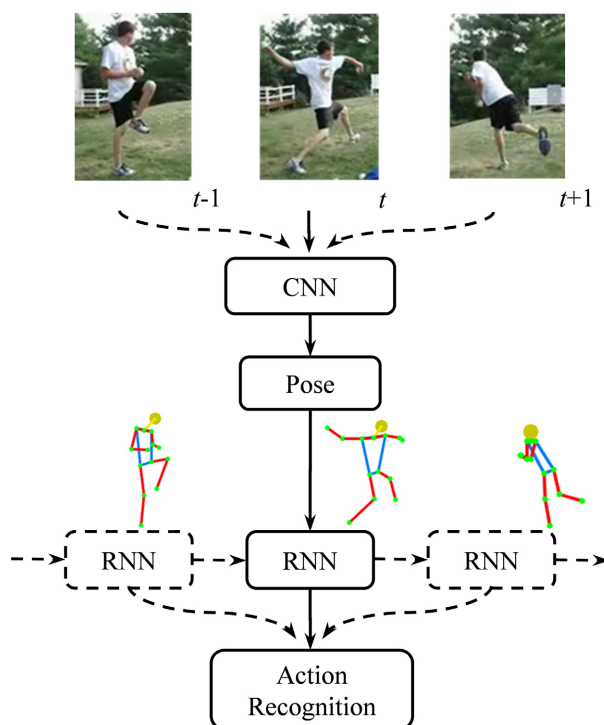 t-1
t
t+1
CNN
Pose
RNN
RNN
RNN
Action
Recognition